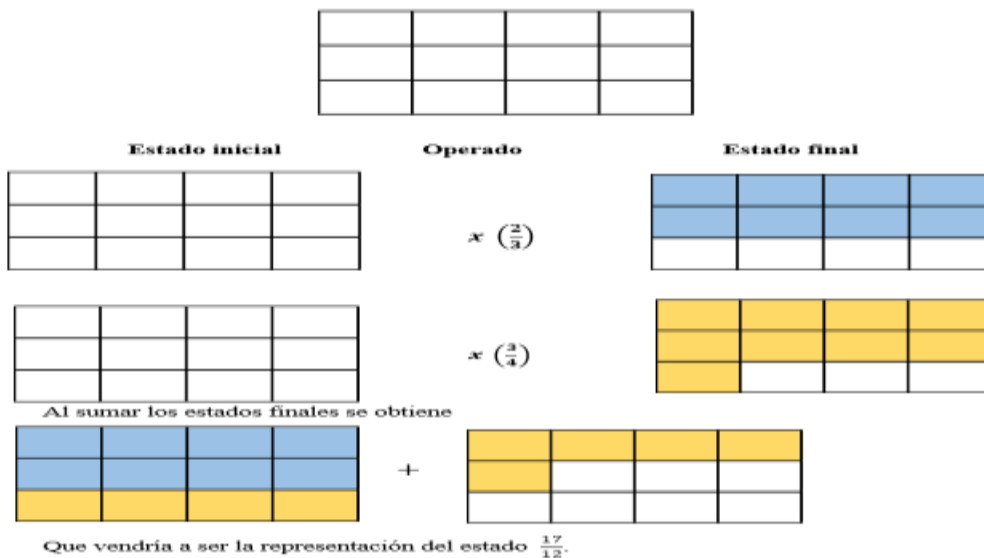 Estado inicial Operado Estado final
x (2/3)
x (3/4)
Al sumar los estados finales se obtiene
+
Que vendría a ser la representación del estado 17/12.